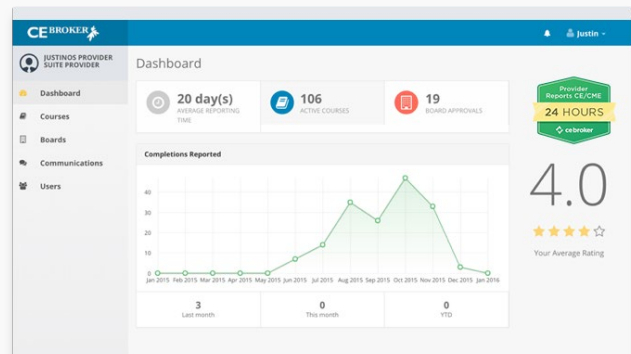 CE BROKER
Justin
JUSTINOS PROVIDER
SUITE PROVIDER
Dashboard
Courses
Boards
Communications
Users
Dashboard
20 day(s)
AVERAGE REPORTING
TIME
106
ACTIVE COURSES
19
BOARD APPROVALS
Completions Reported
40
30
20
10
0
Jan 2015 Feb 2015 Mar 2015 Apr 2015 May 2015 Jun 2015 Jul 2015 Aug 2015 Sep 2015 Oct 2015 Nov 2015 Dec 2015 Jan 2016
3
Last month
0
This month
0
YTD
Provider
Reports CE/CME
24 HOURS
cebroker
4.0
Your Average Rating